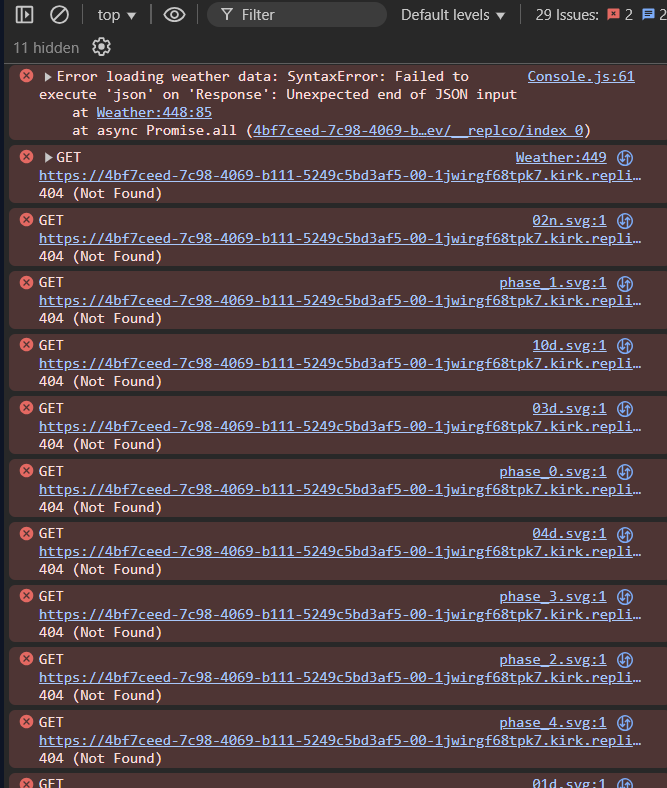 top ▼ Filter Default levels ▼ 29 Issues: 2 2
11 hidden
Error loading weather data: SyntaxError: Failed to Console.js:61
execute 'json' on 'Response': Unexpected end of JSON input
at Weather:448:85
at async Promise.all (4bf7ceed-7c98-4069-b…ev/__replco/index 0)
GET Weather:449
https://4bf7ceed-7c98-4069-b111-5249c5bd3af5-00-1jwirgf68tpk7.kirk.repli…
404 (Not Found)
GET 02n.svg:1
https://4bf7ceed-7c98-4069-b111-5249c5bd3af5-00-1jwirgf68tpk7.kirk.repli…
404 (Not Found)
GET phase_1.svg:1
https://4bf7ceed-7c98-4069-b111-5249c5bd3af5-00-1jwirgf68tpk7.kirk.repli…
404 (Not Found)
GET 10d.svg:1
https://4bf7ceed-7c98-4069-b111-5249c5bd3af5-00-1jwirgf68tpk7.kirk.repli…
404 (Not Found)
GET 03d.svg:1
https://4bf7ceed-7c98-4069-b111-5249c5bd3af5-00-1jwirgf68tpk7.kirk.repli…
404 (Not Found)
GET phase_0.svg:1
https://4bf7ceed-7c98-4069-b111-5249c5bd3af5-00-1jwirgf68tpk7.kirk.repli…
404 (Not Found)
GET 04d.svg:1
https://4bf7ceed-7c98-4069-b111-5249c5bd3af5-00-1jwirgf68tpk7.kirk.repli…
404 (Not Found)
GET phase_3.svg:1
https://4bf7ceed-7c98-4069-b111-5249c5bd3af5-00-1jwirgf68tpk7.kirk.repli…
404 (Not Found)
GET phase_2.svg:1
https://4bf7ceed-7c98-4069-b111-5249c5bd3af5-00-1jwirgf68tpk7.kirk.repli…
404 (Not Found)
GET phase_4.svg:1
https://4bf7ceed-7c98-4069-b111-5249c5bd3af5-00-1jwirgf68tpk7.kirk.repli…
404 (Not Found)
GET 01d.svg:1